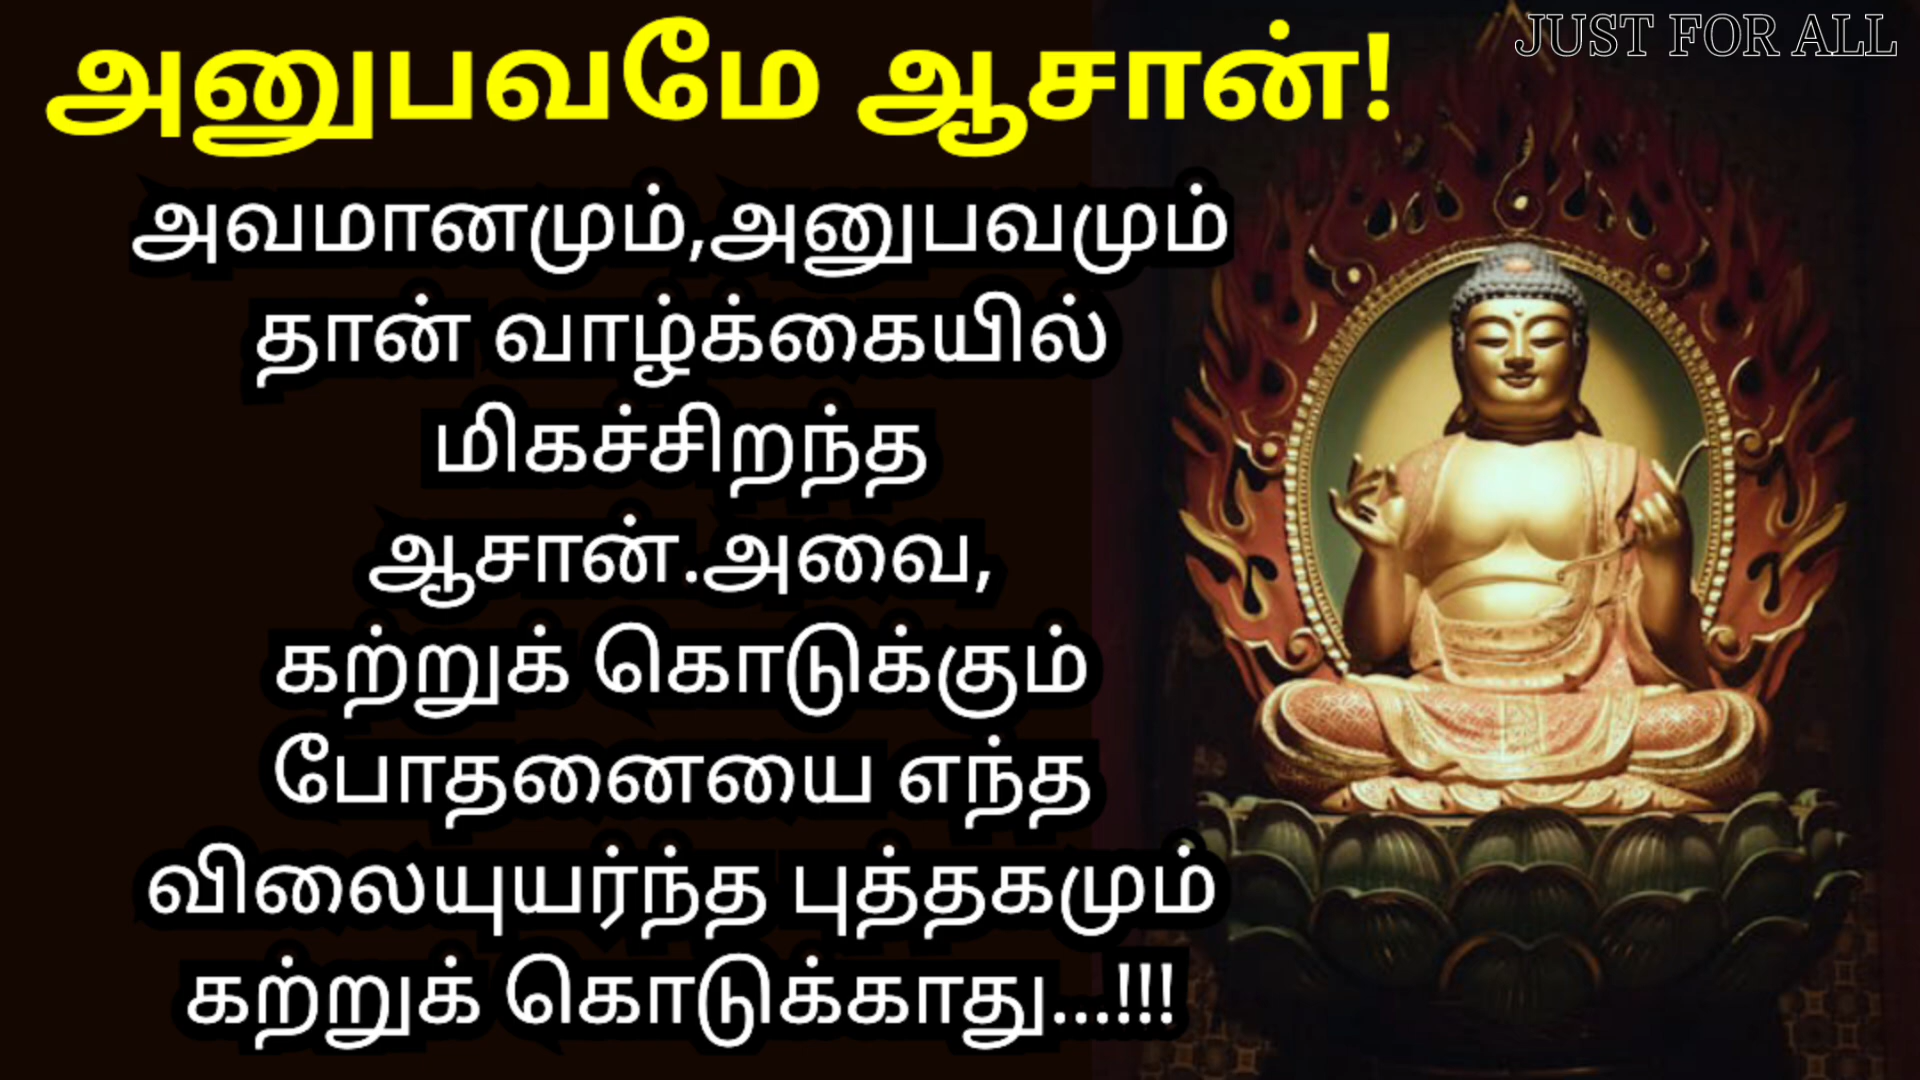 அனுபவமே ஆசான்!
JUST FOR ALL
அவமானமும்,அனுபவமும்
தான் வாழ்க்கையில்
மிகச்சிறந்த
ஆசான்.அவை,
கற்றுக் கொடுக்கும்
போதனையை எந்த
விலையுயர்ந்த புத்தகமும்
கற்றுக் கொடுக்காது...!!!